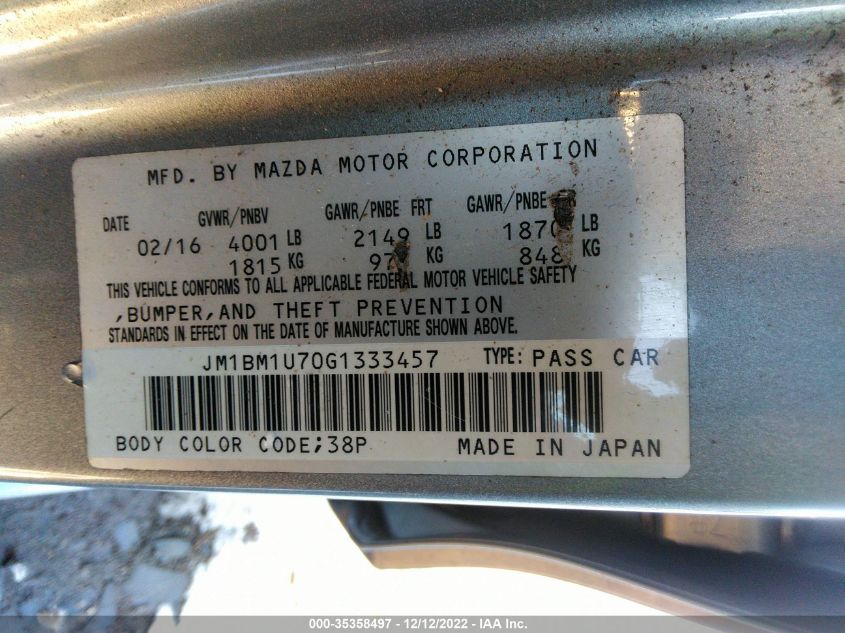 MFD. BY MAZDA MOTOR CORPORATION
DATE GVWR/PNBV GAWR/PNBE FRT GAWR/PNBE
02/16 4001 LB 2149 LB LB
1815 KG KG KG
THIS VEHICLE CONFORMS TO ALL APPLICABLE FEDERAL MOTOR VEHICLE SAFETY
,BUMPER,AND THEFT PREVENTION
STANDARDS IN EFFECT ON THE DATE OF MANUFACTURE SHOWN ABOVE.
JM1BM1U70G1333457 TYPE: PASS CAR
BODY COLOR CODE;38P MADE IN JAPAN
000-35358497 - 12/12/2022 - IAA Inc.